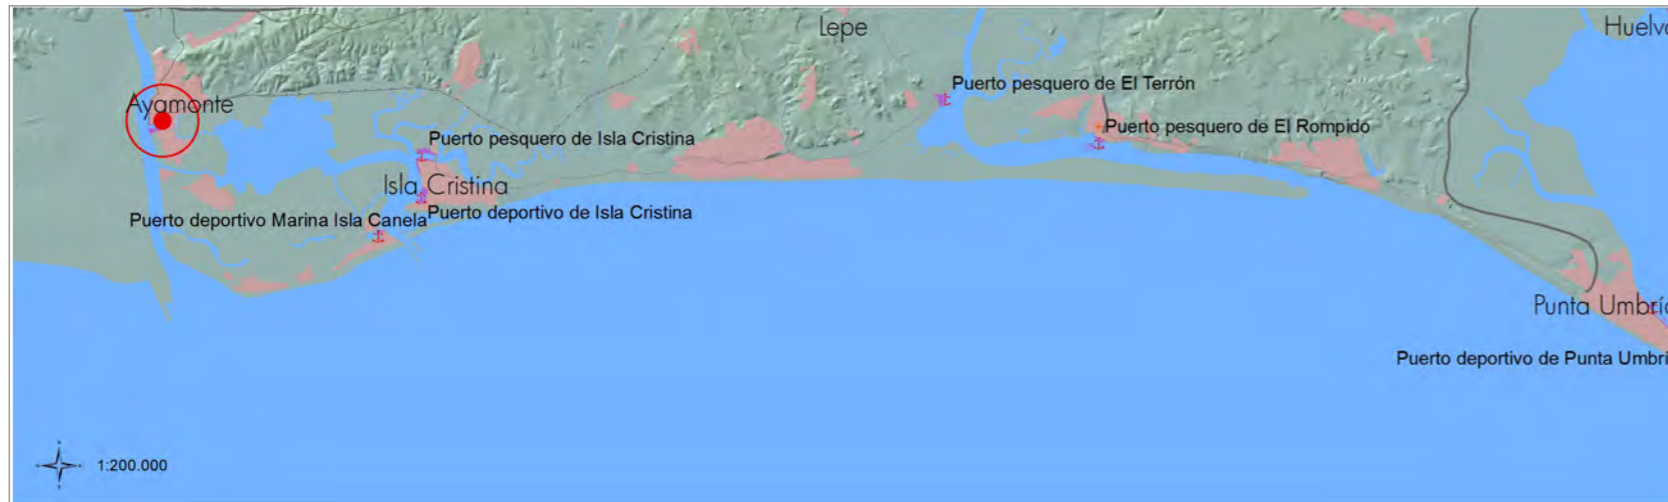 Lepe
Huelv
Puerto pesquero de El Terrón
Ayamonte
Puerto pesquero de El Rompido
Puerto pesquero de Isla Cristina
Isla Cristina
Puerto deportivo de Isla Cristina
Puerto deportivo Marina Isla Canela
Punta Umbría
Puerto deportivo de Punta Umbrí
1:200.000